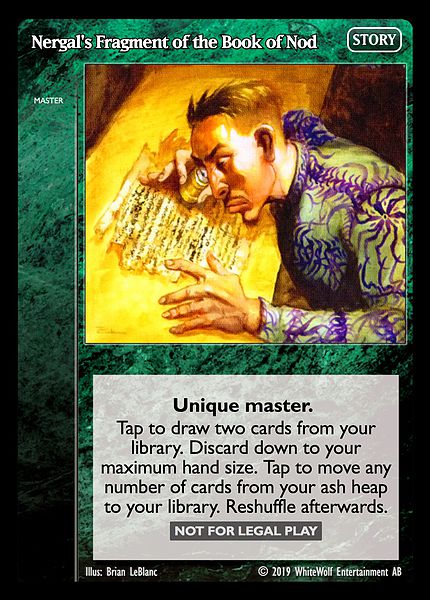 Nergal's Fragment of the Book of Nod
STORY
MASTER
Unique master.
Tap to draw two cards from your
library. Discard down to your
maximum hand size. Tap to move any
number of cards from your ash heap
to your library. Reshuffle afterwards.
NOT FOR LEGAL PLAY
Illus: Brian LeBlanc
© 2019 WhiteWolf Entertainment AB